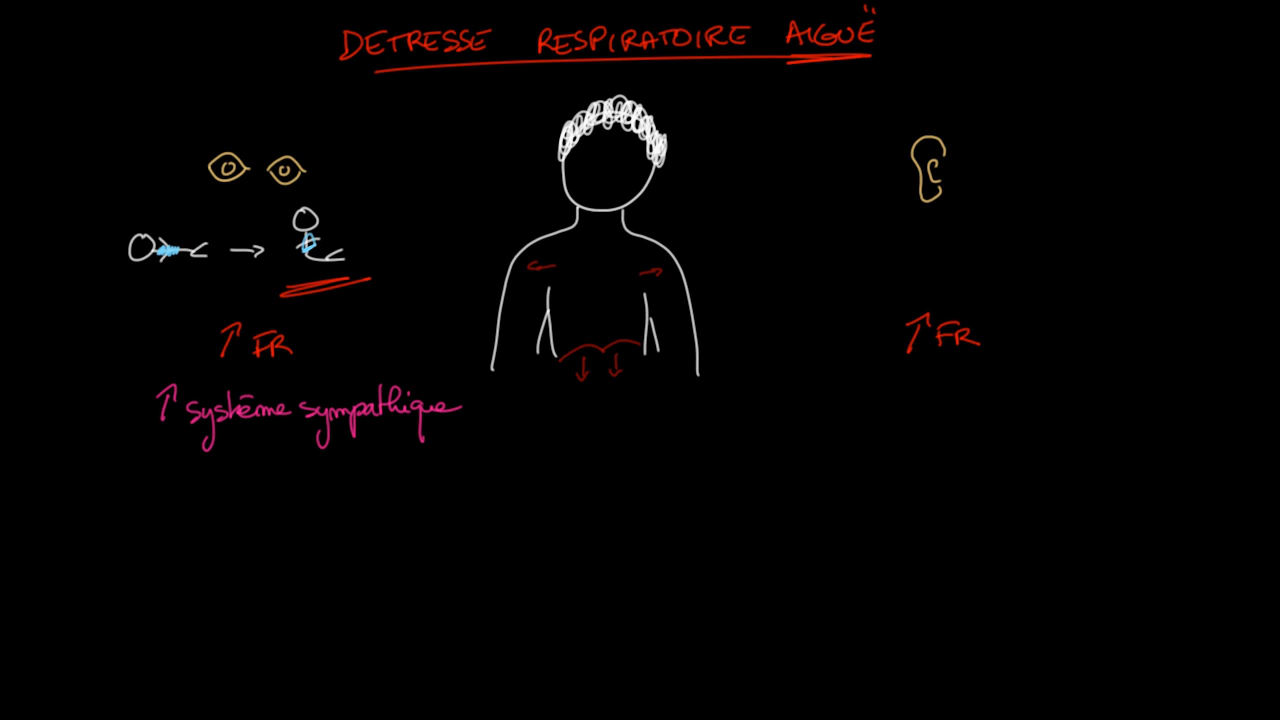 DETRESSE RESPIRATOIRE AIGUË
↑ FR
↑ FR
↑ système sympathique